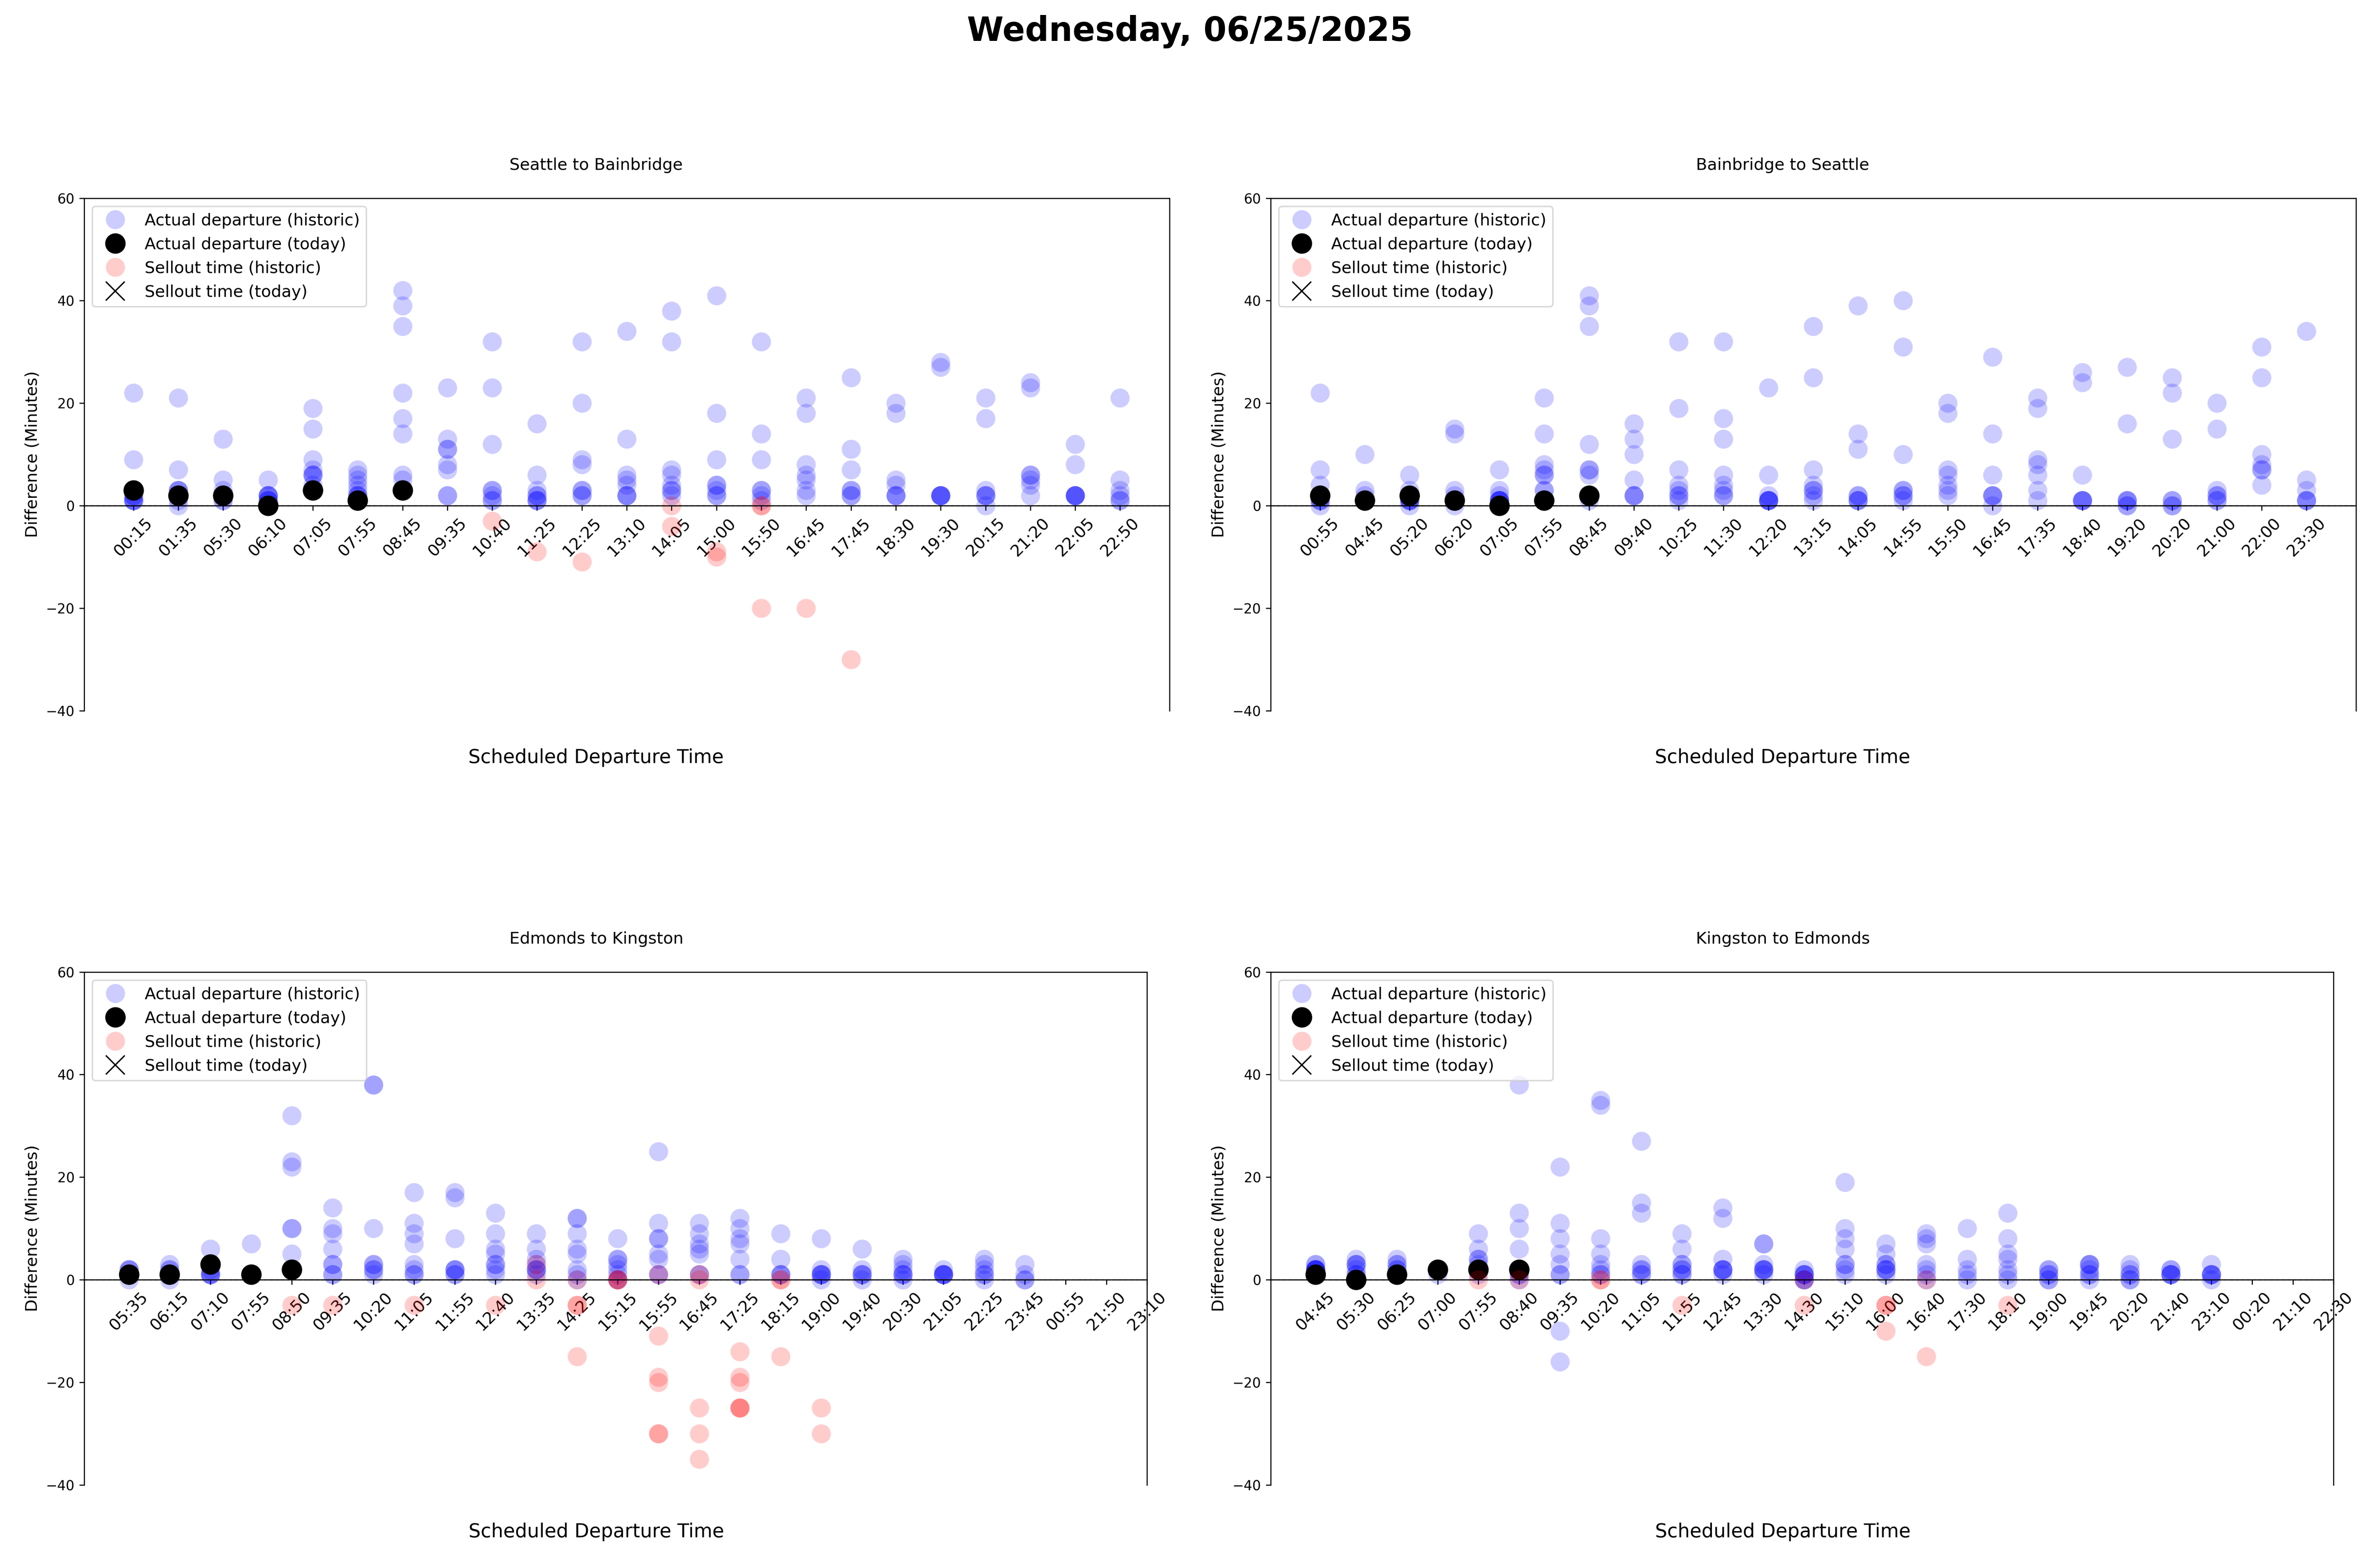 Wednesday, 06/25/2025
Seattle to Bainbridge
Difference (Minutes)
60
40
20
0
−20
−40
Actual departure (historic)
Actual departure (today)
Sellout time (historic)
Sellout time (today)
00:15 01:35 05:30 06:10 07:05 07:55 08:45 09:35 10:40 11:25 12:25 13:10 14:05 15:00 15:50 16:45 17:45 18:30 19:30 20:15 21:20 22:05 22:50
Scheduled Departure Time
Bainbridge to Seattle
Difference (Minutes)
60
40
20
0
−20
−40
Actual departure (historic)
Actual departure (today)
Sellout time (historic)
Sellout time (today)
00:55 04:45 05:20 06:20 07:05 07:55 08:45 09:40 10:25 11:30 12:20 13:15 14:05 14:55 15:50 16:45 17:35 18:40 19:20 20:20 21:00 22:00 23:30
Scheduled Departure Time
Edmonds to Kingston
Difference (Minutes)
60
40
20
0
−20
−40
Actual departure (historic)
Actual departure (today)
Sellout time (historic)
Sellout time (today)
05:35 06:15 07:10 07:55 08:50 09:35 10:20 11:05 11:55 12:40 13:35 14:25 15:15 15:55 16:45 17:25 18:15 19:00 19:40 20:30 21:05 22:25 23:45 00:55 21:50 23:10
Scheduled Departure Time
Kingston to Edmonds
Difference (Minutes)
60
40
20
0
−20
−40
Actual departure (historic)
Actual departure (today)
Sellout time (historic)
Sellout time (today)
04:45 05:30 06:25 07:00 07:55 08:40 09:35 10:20 11:05 11:55 12:45 13:30 14:30 15:10 16:00 16:40 17:30 18:10 19:00 19:45 20:20 21:40 23:10 00:20 21:10 22:30
Scheduled Departure Time